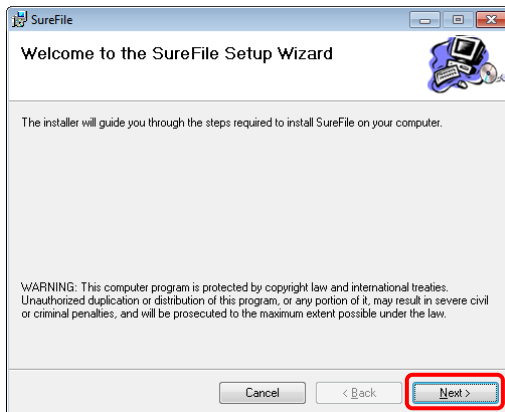 SureFile
Welcome to the SureFile Setup Wizard
The installer will guide you through the steps required to install SureFile on your computer.
WARNING: This computer program is protected by copyright law and international treaties.
Unauthorized duplication or distribution of this program, or any portion of it, may result in severe civil
or criminal penalties, and will be prosecuted to the maximum extent possible under the law.
Cancel < Back Next >